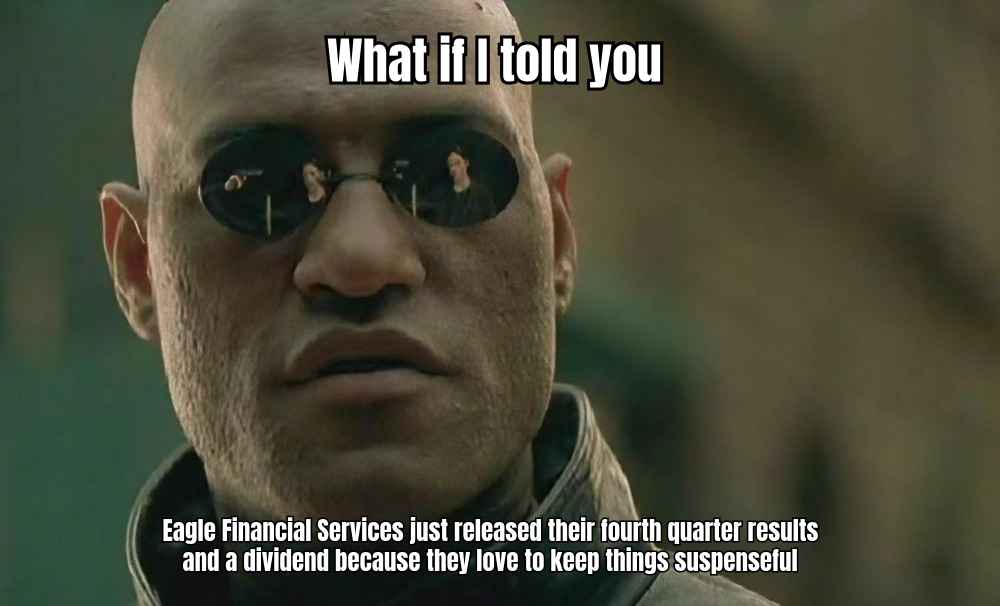 What if I told you
Eagle Financial Services just released their fourth quarter results
and a dividend because they love to keep things suspenseful